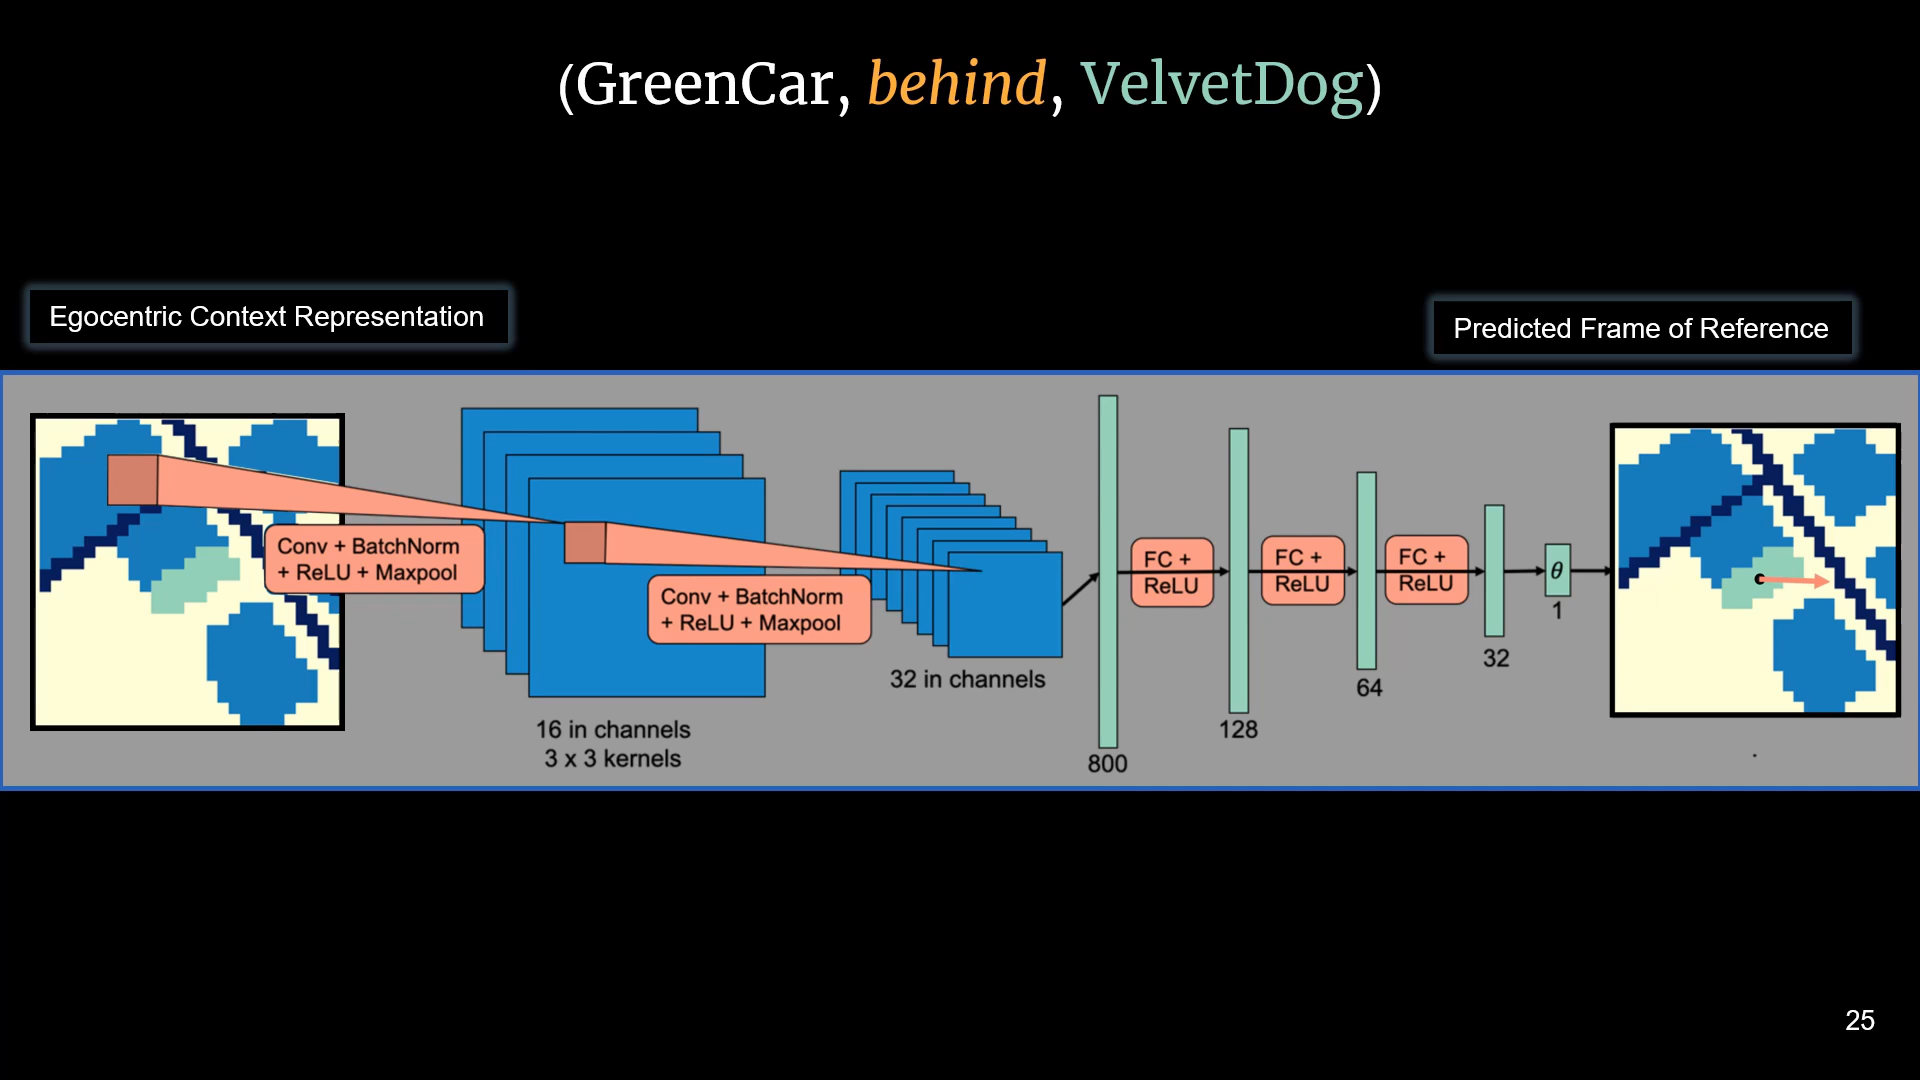 (GreenCar, behind, VelvetDog)
Egocentric Context Representation
Predicted Frame of Reference
Conv + BatchNorm
+ ReLU + Maxpool
Conv + BatchNorm
+ ReLU + Maxpool
16 in channels
3 x 3 kernels
32 in channels
800
FC +
ReLU
128
FC +
ReLU
64
FC +
ReLU
32
θ
1
25